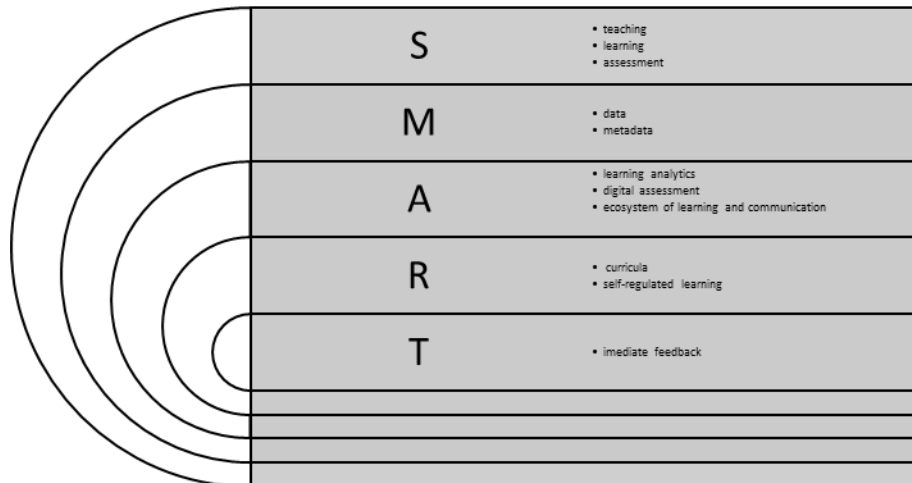 S
• teaching
• learning
• assessment
M
• data
• metadata
A
• learning analytics
• digital assessment
• ecosystem of learning and communication
R
• curricula
• self-regulated learning
T
• imediate feedback